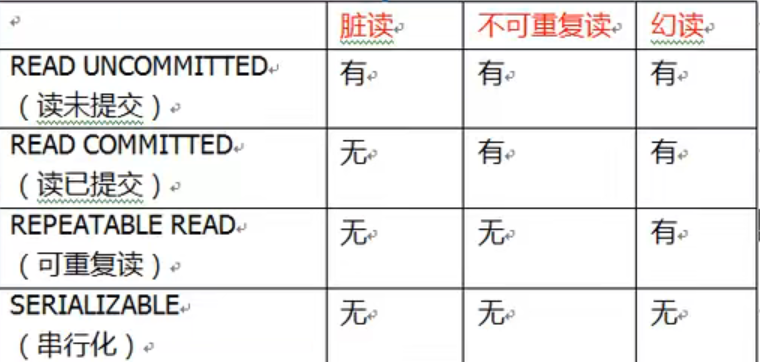 脏读 不可重复读 幻读
READ UNCOMMITTED
（读未提交） 有 有 有
READ COMMITTED
（读已提交） 无 有 有
REPEATABLE READ
（可重复读） 无 无 有
SERIALIZABLE
（串行化） 无 无 无